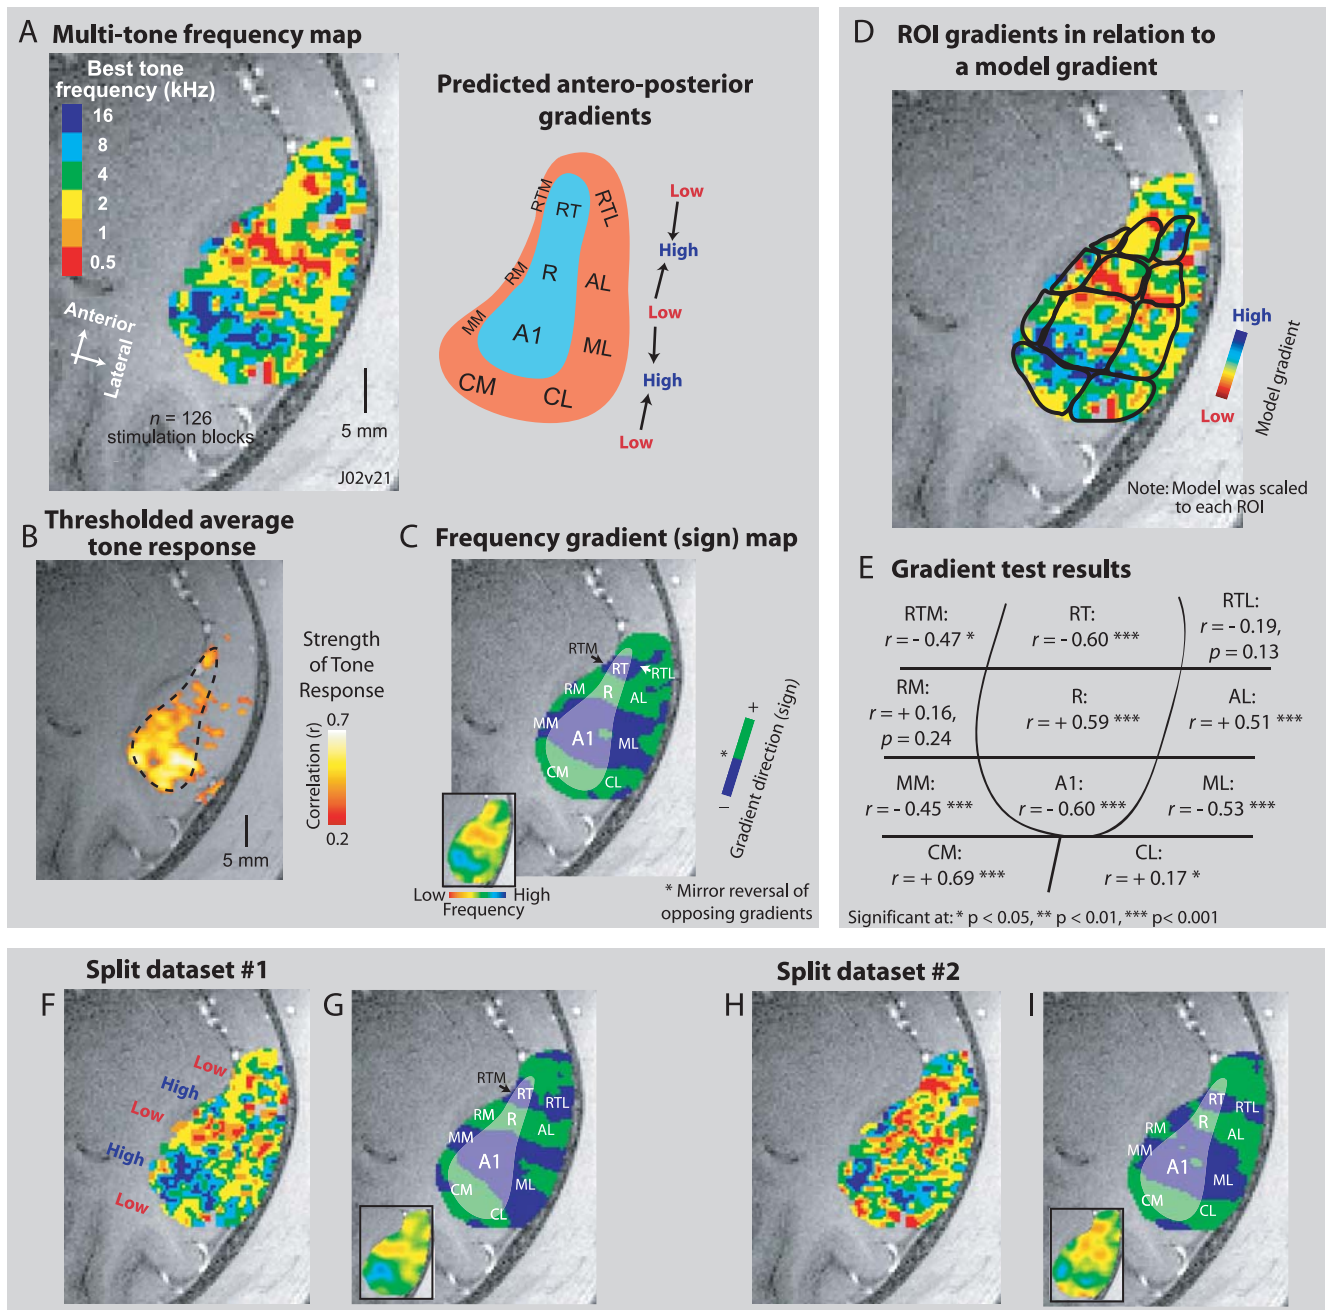 A Multi-tone frequency map
Best tone
frequency (kHz)
16
8
4
2
1
0.5
Anterior
Lateral
n = 126
stimulation blocks
5 mm
J02v21
Predicted antero-posterior
gradients
RTM
RT
RTL
RM
R
AL
MM
A1
ML
CM
CL
Low
High
Low
High
Low
B Thresholded average
tone response
Strength
of Tone
Response
Correlation (r)
0.7
0.2
5 mm
C Frequency gradient (sign) map
RTM
RT
RTL
RM
R
AL
MM
A1
ML
CM
CL
+
*
–
Gradient direction (sign)
Low High
Frequency
* Mirror reversal of
opposing gradients
D ROI gradients in relation to
a model gradient
High
Low
Model gradient
Note: Model was scaled
to each ROI
E Gradient test results
RTM:
r = - 0.47 *
RT:
r = - 0.60 ***
RTL:
r = - 0.19,
p = 0.13
RM:
r = + 0.16,
p = 0.24
R:
r = + 0.59 ***
AL:
r = + 0.51 ***
MM:
r = - 0.45 ***
A1:
r = - 0.60 ***
ML:
r = - 0.53 ***
CM:
r = + 0.69 ***
CL:
r = + 0.17 *
Significant at: * p < 0.05, ** p < 0.01, *** p< 0.001
Split dataset #1
F
Low
High
Low
High
Low
G
RTM
RT
RTL
RM
R
AL
MM
A1
ML
CM
CL
Split dataset #2
H
I
RT
RTL
RM
R
AL
MM
A1
ML
CM
CL